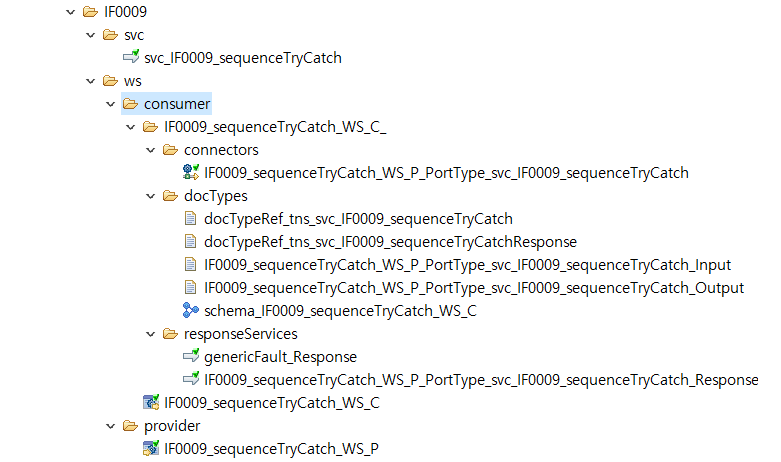 IF0009
svc
svc_IF0009_sequenceTryCatch
ws
consumer
IF0009_sequenceTryCatch_WS_C_
connectors
IF0009_sequenceTryCatch_WS_P_PortType_svc_IF0009_sequenceTryCatch
docTypes
docTypeRef_tns_svc_IF0009_sequenceTryCatch
docTypeRef_tns_svc_IF0009_sequenceTryCatchResponse
IF0009_sequenceTryCatch_WS_P_PortType_svc_IF0009_sequenceTryCatch_Input
IF0009_sequenceTryCatch_WS_P_PortType_svc_IF0009_sequenceTryCatch_Output
schema_IF0009_sequenceTryCatch_WS_C
responseServices
genericFault_Response
IF0009_sequenceTryCatch_WS_P_PortType_svc_IF0009_sequenceTryCatch_Response
IF0009_sequenceTryCatch_WS_C
provider
IF0009_sequenceTryCatch_WS_P